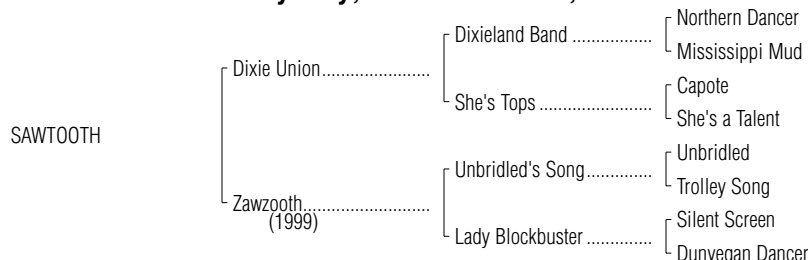 Northern Dancer
Dixieland Band ..................
Mississippi Mud
Dixie Union........................
Capote
She's Tops ........................
She's a Talent
SAWTOOTH
Unbridled
Unbridled's Song..............
Trolley Song
Zawzooth...........................
(1999)
Silent Screen
Lady Blockbuster ..............
Dunvegan Dancer